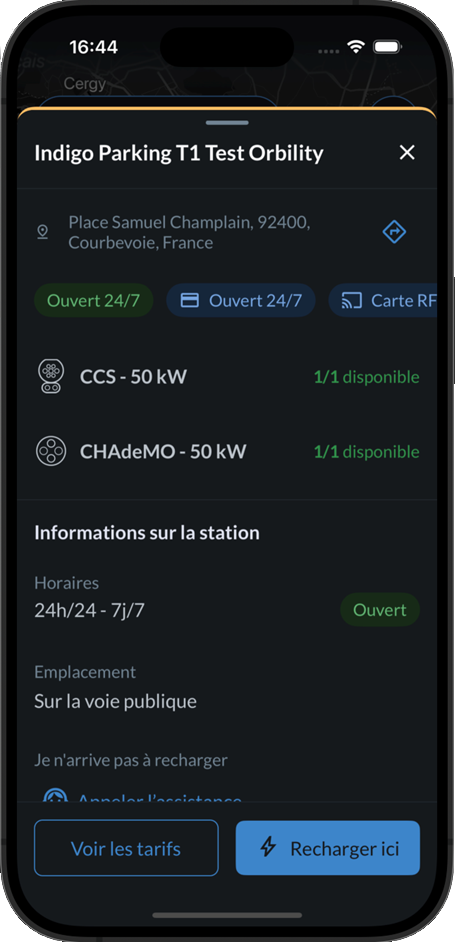 16:44
Cergy
Indigo Parking T1 Test Orbility
Place Samuel Champlain, 92400,
Courbevoie, France
Ouvert 24/7
Ouvert 24/7
Carte RF
CCS - 50 kW
1/1 disponible
CHAdeMO - 50 kW
1/1 disponible
Informations sur la station
Horaires
24h/24 - 7j/7
Ouvert
Emplacement
Sur la voie publique
Je n'arrive pas à recharger
Appeler l'assistance
Voir les tarifs
Recharger ici